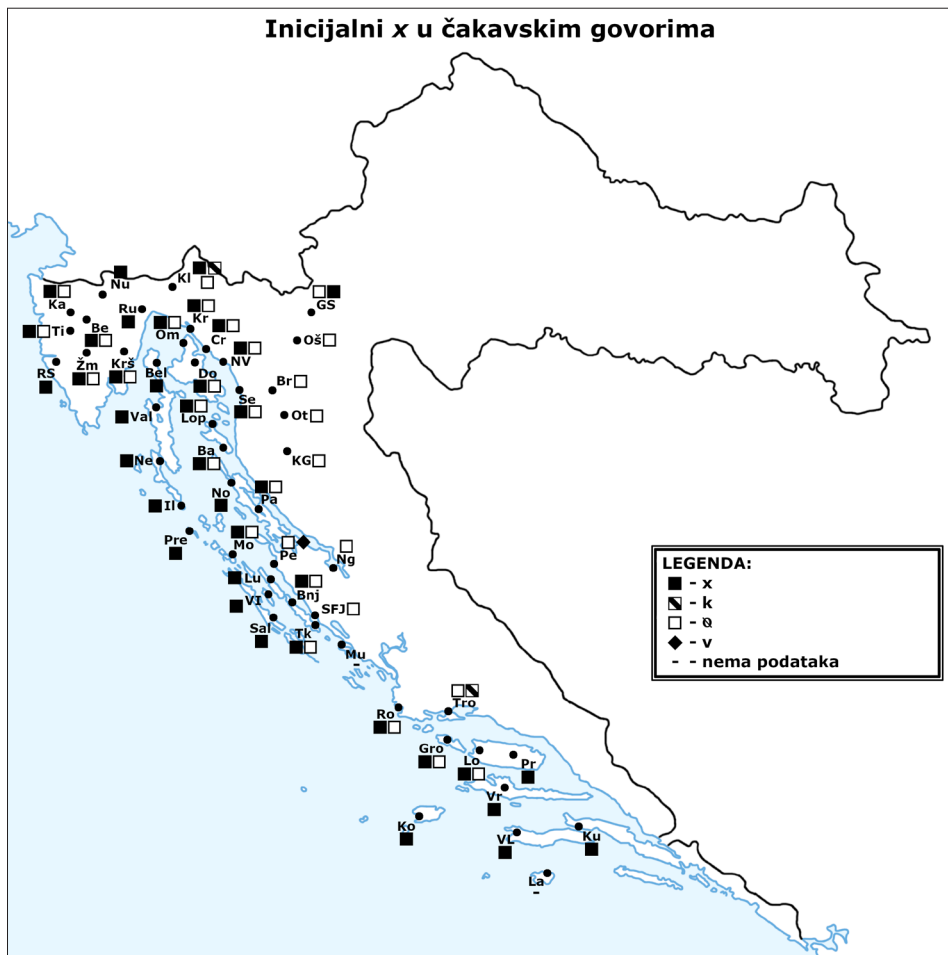 Inicijalni x u čakavskim govorima
Nu
Kl
Ka
GS
Ru
Kr
Ti
Be
Om
Cr
Oš
RS
Žm
Krš
Bel
Do
NV
Br
Val
Lop
Se
Ot
Ne
Ba
KG
Il
No
Pa
Pre
Mo
Pe
Ng
Lu
Bnj
VI
SFJ
Sal
Tk
Mu
-
LEGENDA:
- x
- k
- ⱺ
- v
- - nema podataka
Tro
Ro
Gro
Lo
Pr
Vr
Ko
VL
Ku
La
-